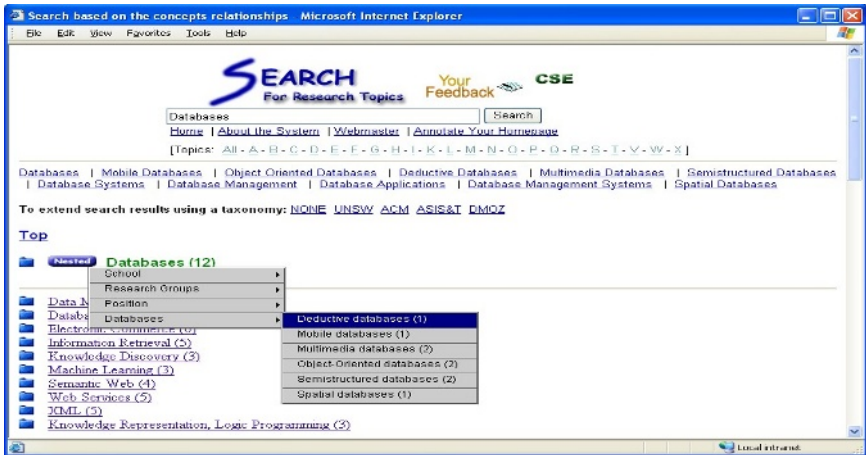 Search based on the concepts relationships - Microsoft Internet Explorer
File Edit View Favorites Tools Help
SEARCH
For Research Topics
Your
Feedback
CSE
Databases Search
Home | About the System | Webmaster | Annotate Your Homepage
[Topics: All - A - B - C - D - E - F - G - H - I - K - L - M - N - O - P - Q - R - S - T - V - W - X ]
Databases | Mobile Databases | Object Oriented Databases | Deductive Databases | Multimedia Databases | Semistructured Databases
| Database Systems | Database Management | Database Applications | Database Management Systems | Spatial Databases
To extend search results using a taxonomy: NONE UNSW ACM ASIS&T DMOZ
Top
Nested Databases (12)
School
Research Groups
Position
Databases
Deductive databases (1)
Mobile databases (1)
Multimedia databases (2)
Object-Oriented databases (2)
Semistructured databases (2)
Spatial databases (1)
Data
Electronic Commerce
Information Retrieval (5)
Knowledge Discovery (3)
Machine Learning (3)
Semantic Web (4)
Web Services (5)
XML (5)
Knowledge Representation, Logic Programming (3)
Local intranet